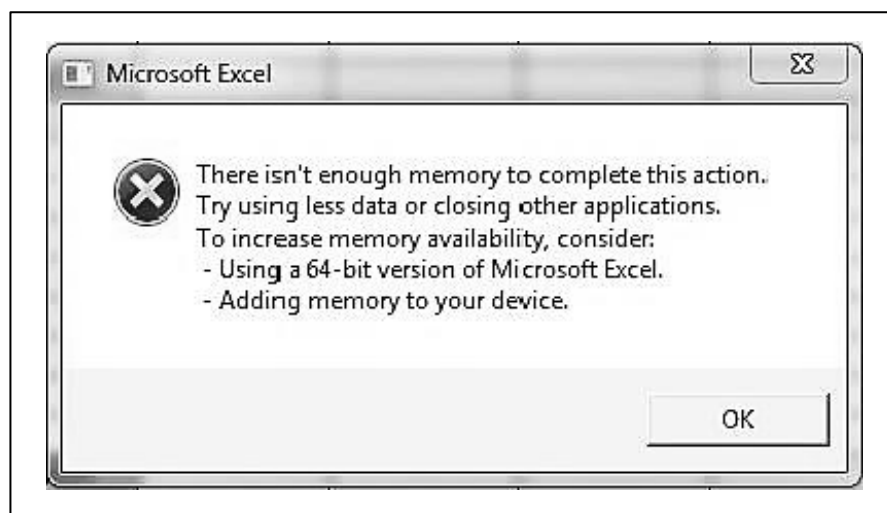 Microsoft Excel
There isn't enough memory to complete this action.
Try using less data or closing other applications.
To increase memory availability, consider:
- Using a 64-bit version of Microsoft Excel.
- Adding memory to your device.
OK